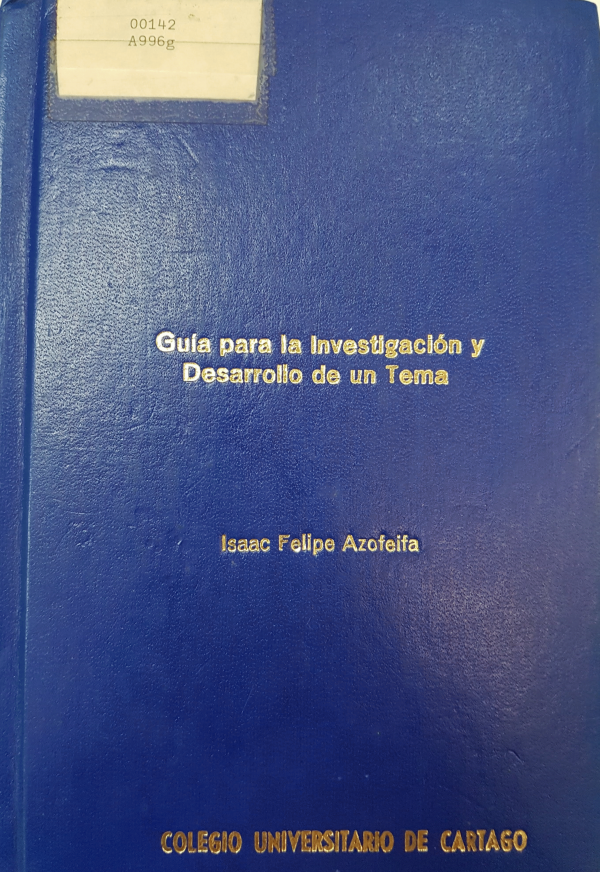 00142
A996g
Guía para la Investigación y
Desarrollo de un Tema
Isaac Felipe Azofeifa
COLEGIO UNIVERSITARIO DE CARTAGO